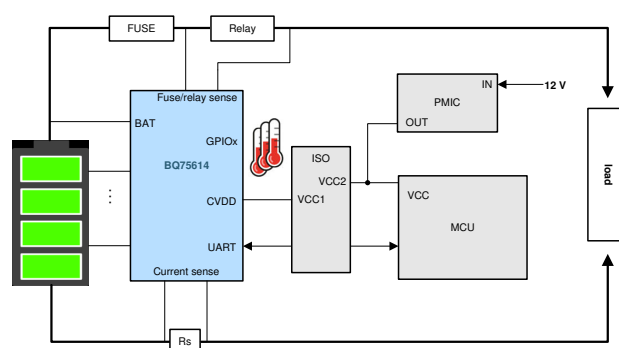 FUSE
Relay
Fuse/relay sense
IN
12 V
PMIC
BAT
OUT
GPIOx
BQ75614
ISO
VCC2
load
CVDD
VCC1
VCC
MCU
UART
Current sense
Rs